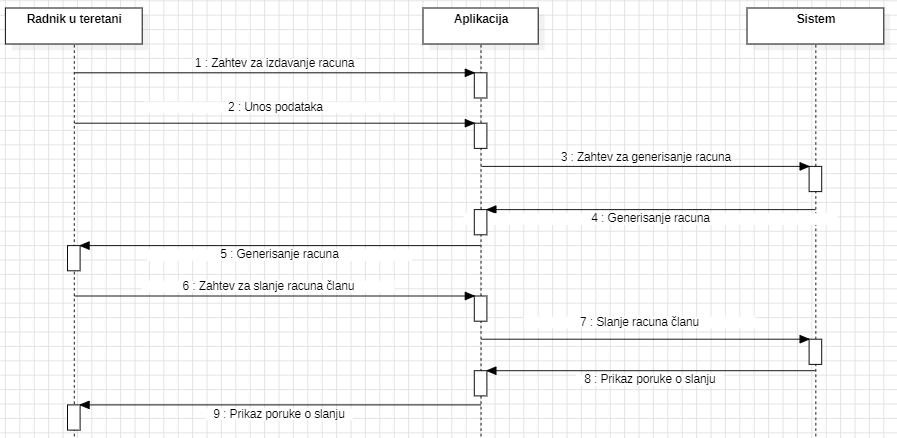 Radnik u teretani
Aplikacija
Sistem
1 : Zahtev za izdavanje racuna
2 : Unos podataka
3 : Zahtev za generisanje racuna
4 : Generisanje racuna
5 : Generisanje racuna
6 : Zahtev za slanje racuna članu
7 : Slanje racuna članu
8 : Prikaz poruke o slanju
9 : Prikaz poruke o slanju